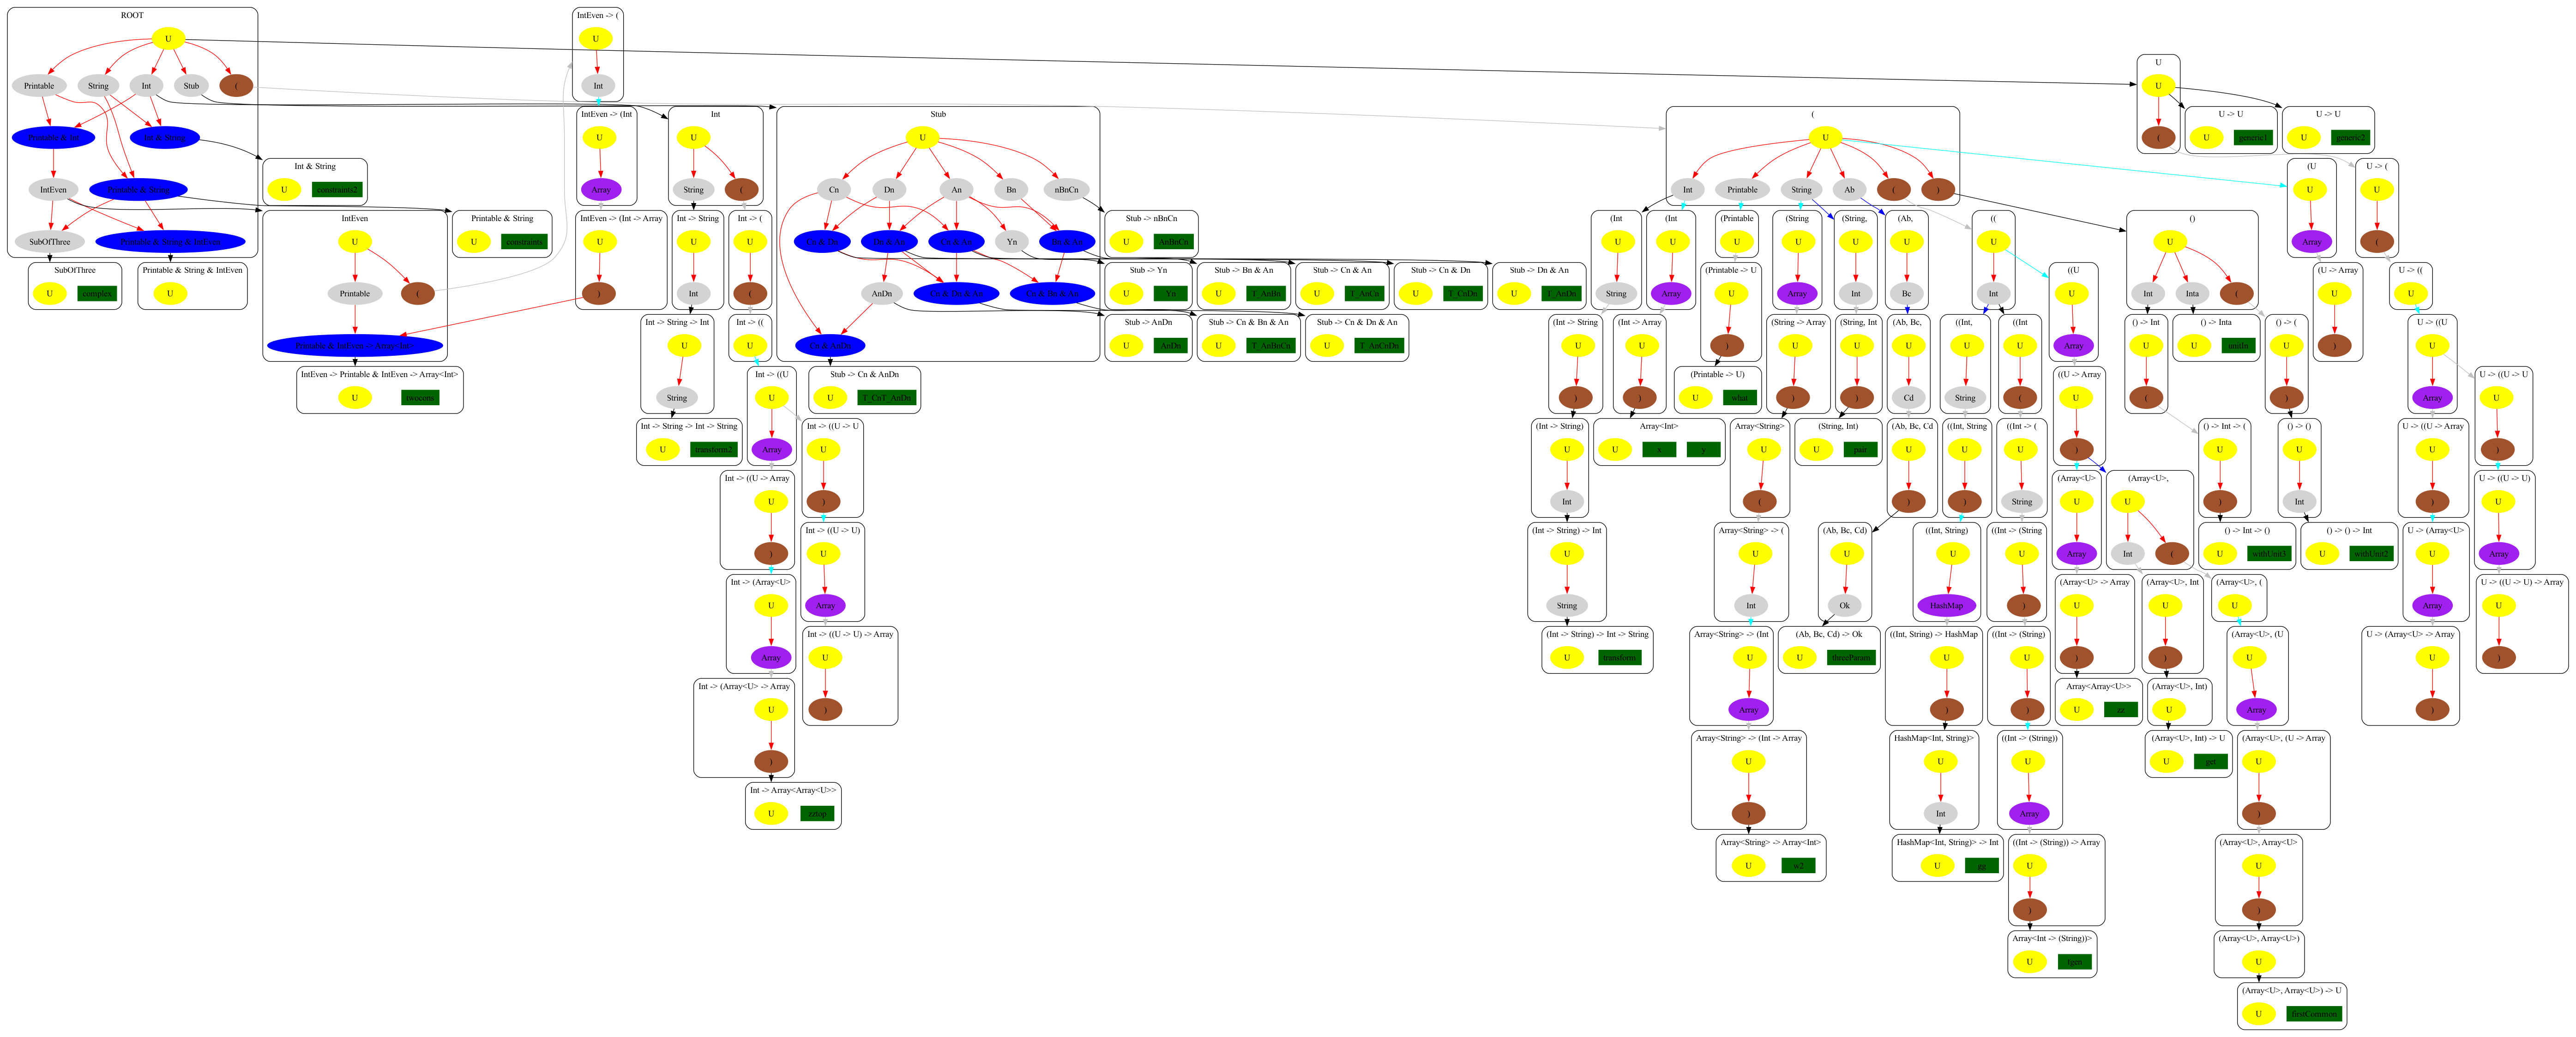 ROOT
U
Printable
String
Int
Stub
(
Printable & Int
Int & String
IntEven
Printable & String
SubOfThree
Printable & String & IntEven
Int & String
U
constraints2
SubOfThree
U
complex
Printable & String & IntEven
U
IntEven
U
Printable
(
Printable & IntEven -> Array<Int>
Printable & String
U
constraints
IntEven -> Printable & IntEven -> Array<Int>
U
twocons
IntEven -> (
U
Int
IntEven -> (Int
U
Array
IntEven -> (Int -> Array
U
)
Int
U
String
(
Int -> String
U
Int
Int -> String -> Int
U
String
Int -> String -> Int -> String
U
transform2
Int -> (
U
(
Int -> ((
U
Int -> ((U
U
Array
Int -> ((U -> Array
U
)
Int -> (Array<U>
U
Array
Int -> (Array<U> -> Array
U
)
Int -> Array<Array<U>>
U
Int -> ((U -> U
U
)
Int -> ((U -> U)
U
Array
Int -> ((U -> U) -> Array
U
)
Stub
U
Cn
Dn
An
Bn
nBnCn
Cn & Dn
Dn & An
Cn & An
Yn
Bn & An
AnDn
Cn & Dn & An
Cn & Bn & An
Cn & AnDn
Stub -> nBnCn
U
AnBnCn
Stub -> Yn
U
Yn
Stub -> Bn & An
U
T_AnBn
Stub -> Cn & An
U
T_AnCn
Stub -> Cn & Dn
U
T_CnDn
Stub -> Dn & An
U
T_AnDn
Stub -> AnDn
U
AnDn
Stub -> Cn & Bn & An
U
T_AnBnCn
Stub -> Cn & Dn & An
U
T_AnCnDn
Stub -> Cn & AnDn
U
T_CnT_AnDn
(
U
Int
Printable
String
Ab
(
)
(Int
U
String
(Int -> String
U
)
(Int -> String)
U
Int
(Int -> String) -> Int
U
String
(Int -> String) -> Int -> String
U
transform
(Int
U
Array
(Int -> Array
U
)
Array<Int>
U
x
y
(Printable
U
(Printable -> U
U
)
(Printable -> U)
U
what
(String
U
Array
(String -> Array
U
)
Array<String>
U
(
Array<String> -> (
U
Int
Array<String> -> (Int
U
Array
Array<String> -> (Int -> Array
U
)
Array<String> -> Array<Int>
U
w2
(String,
U
Int
(String, Int
U
)
(String, Int)
U
pair
(Ab,
U
Bc
(Ab, Bc,
U
Cd
(Ab, Bc, Cd
U
)
(Ab, Bc, Cd)
U
Ok
(Ab, Bc, Cd) -> Ok
U
threeParam
((
U
Int
((Int,
U
String
((Int, String
U
)
((Int, String)
U
HashMap
((Int, String) -> HashMap
U
)
HashMap<Int, String)>
U
Int
HashMap<Int, String)> -> Int
U
gg
((Int
U
(
((Int -> (
U
String
((Int -> (String
U
)
((Int -> (String)
U
)
((Int -> (String))
U
Array
((Int -> (String)) -> Array
U
)
Array<Int -> (String))>
U
fgen
((U
U
Array
((U -> Array
U
)
(Array<U>
U
Array
(Array<U> -> Array
U
)
Array<Array<U>>
U
zz
(Array<U>,
U
Int
(
(Array<U>, Int
U
)
(Array<U>, Int)
U
(Array<U>, Int) -> U
U
get
(Array<U>, (
U
(Array<U>, (U
U
Array
(Array<U>, (U -> Array
U
)
(Array<U>, Array<U>
U
)
(Array<U>, Array<U>)
U
(Array<U>, Array<U>) -> U
U
firstCommon
()
U
Int
Inta
(
() -> Int
U
(
() -> Inta
U
unitIn
() -> (
U
)
() -> Int -> (
U
)
() -> ()
U
Int
() -> Int -> ()
U
withUnit3
() -> () -> Int
U
withUnit2
U
U
(
U -> U
U
generic1
U -> U
U
generic2
(U
U
Array
(U -> Array
U
)
U -> (
U
(
U -> ((
U
U -> ((U
U
Array
U -> ((U -> Array
U
)
U -> (Array<U>
U
Array
U -> (Array<U> -> Array
U
)
U -> ((U -> U
U
)
U -> ((U -> U)
U
Array
U -> ((U -> U) -> Array
U
)